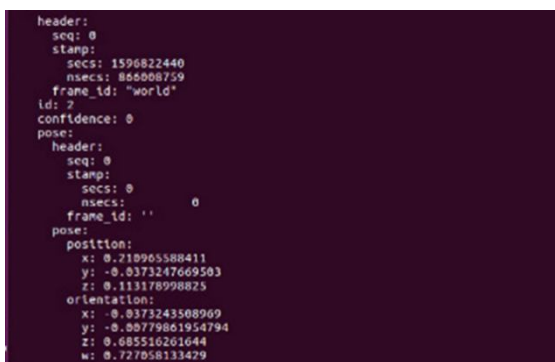 header:
seq: 0
stamp:
secs: 1596822440
nsecs: 866008759
frame_id: "world"
id: 2
confidence: 0
pose:
header:
seq: 0
stamp:
secs: 0
nsecs: 0
frame_id: ''
pose:
position:
x: 0.210965588411
y: -0.0373247669503
z: 0.113178998825
orientation:
x: -0.0373243508969
y: -0.00779861954794
z: 0.685516261644
w: 0.727058133429